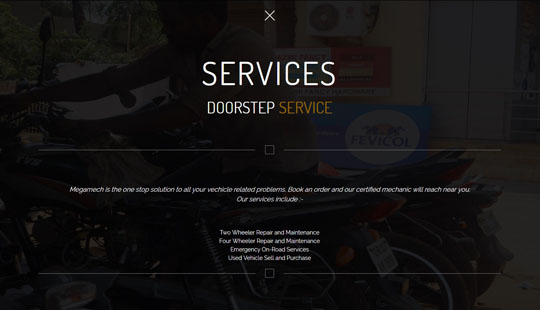 SERVICES
DOORSTEP SERVICE
FEVICOL
Megamech is the one stop solution to all your vechicle related problems. Book an order and our certified mechanic will reach near you.
Our services include :-
Two Wheeler Repair and Maintenance
Four Wheeler Repair and Maintenance
Emergency On-Road Services
Used Vehicle Sell and Purchase